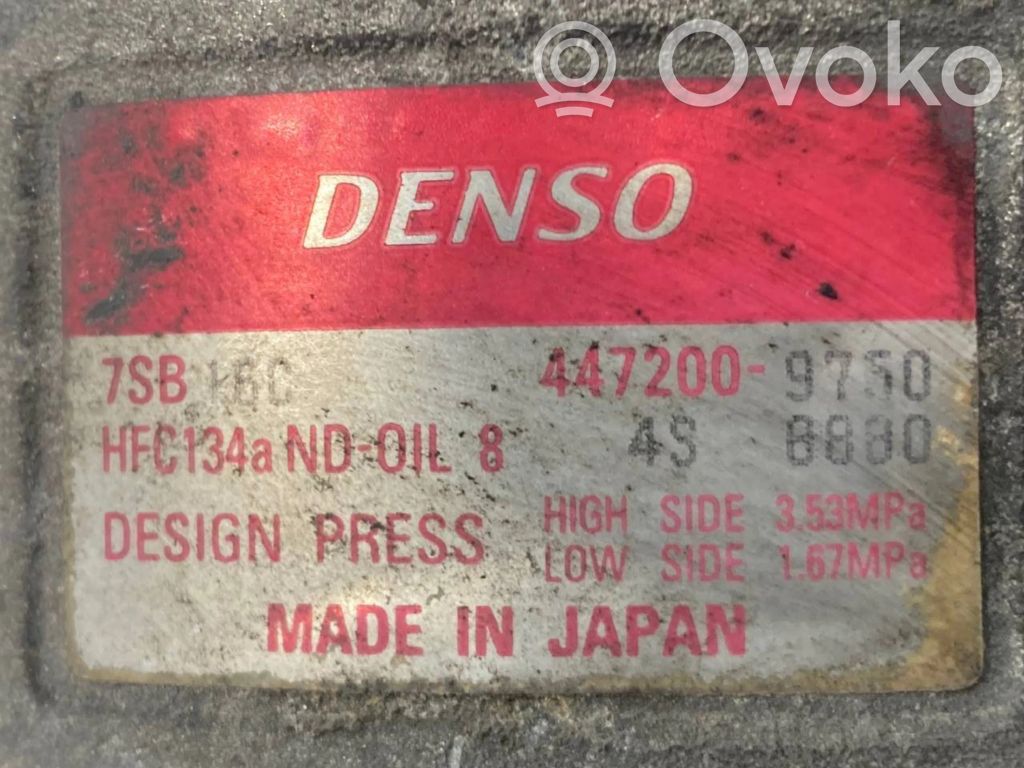 Ovoko
DENSO
7SB16C 447200-9750
HFC134a ND-OIL 8 4S 8880
DESIGN PRESS HIGH SIDE 3.53MPa
LOW SIDE 1.67MPa
MADE IN JAPAN